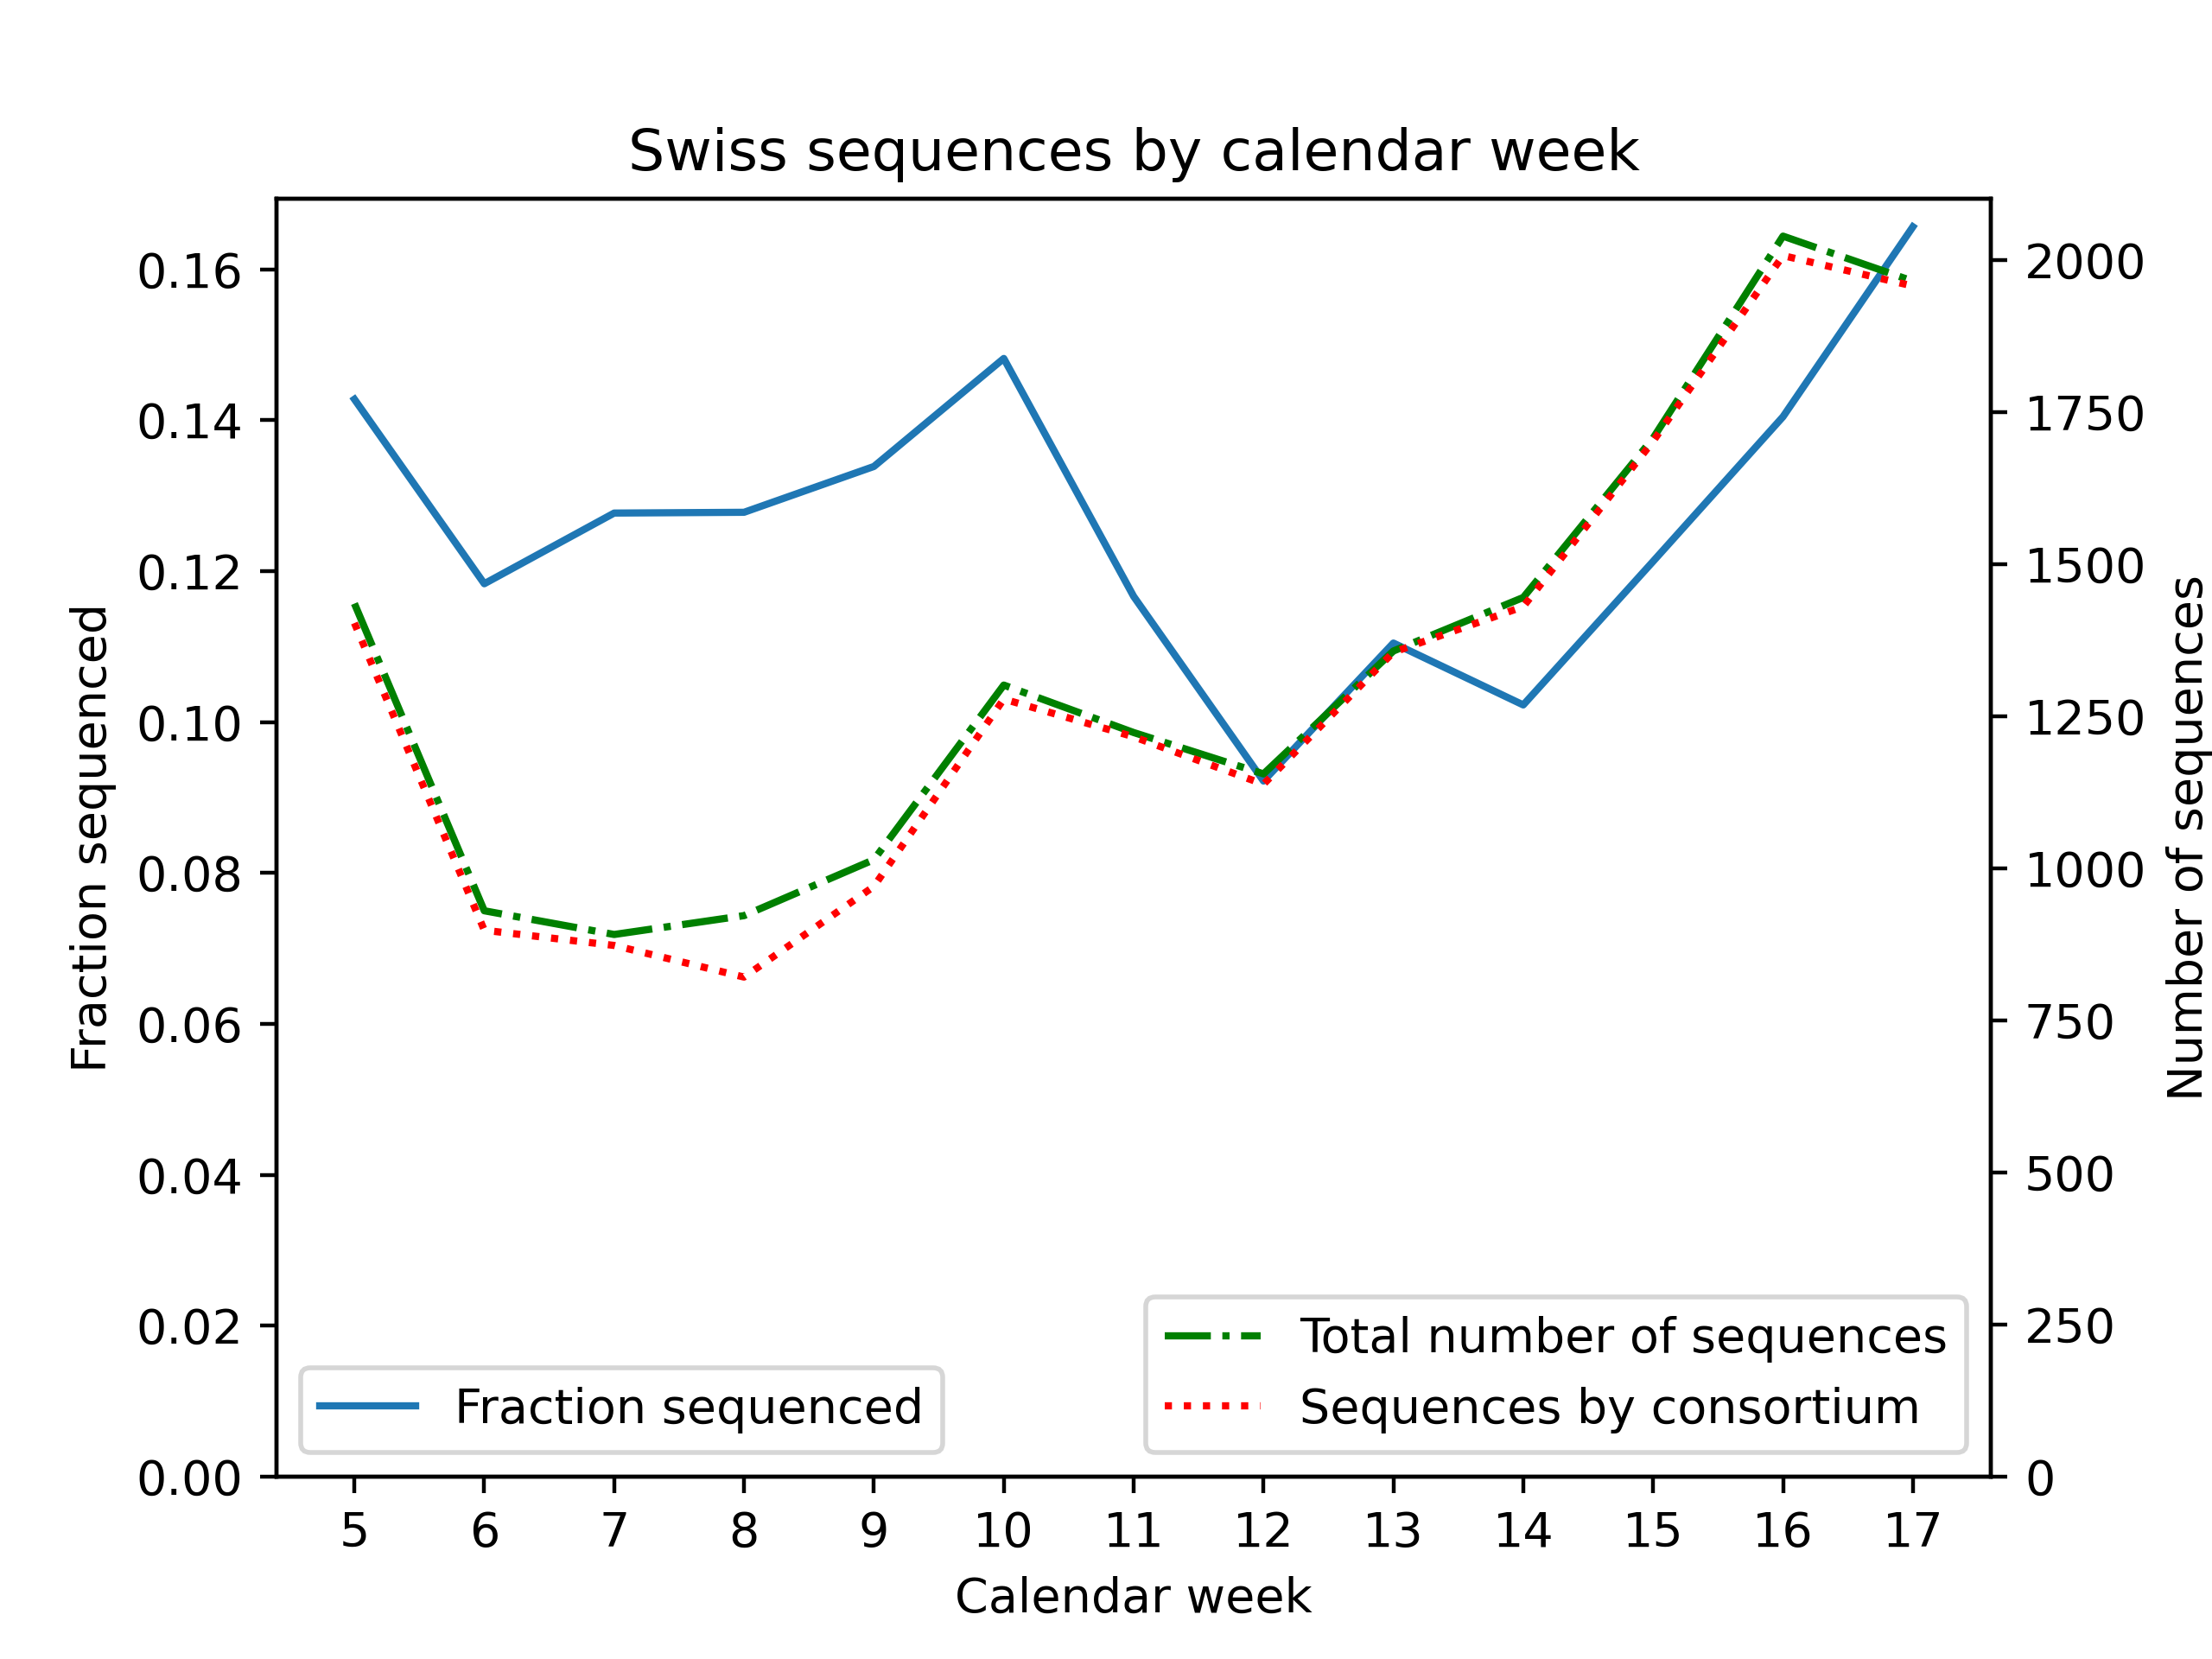 Swiss sequences by calendar week
Fraction sequenced
0.16
0.14
0.12
0.10
0.08
0.06
0.04
0.02
0.00
2000
1750
1500
1250
1000
750
500
250
0
Number of sequences
Fraction sequenced
Total number of sequences
Sequences by consortium
5 6 7 8 9 10 11 12 13 14 15 16 17
Calendar week